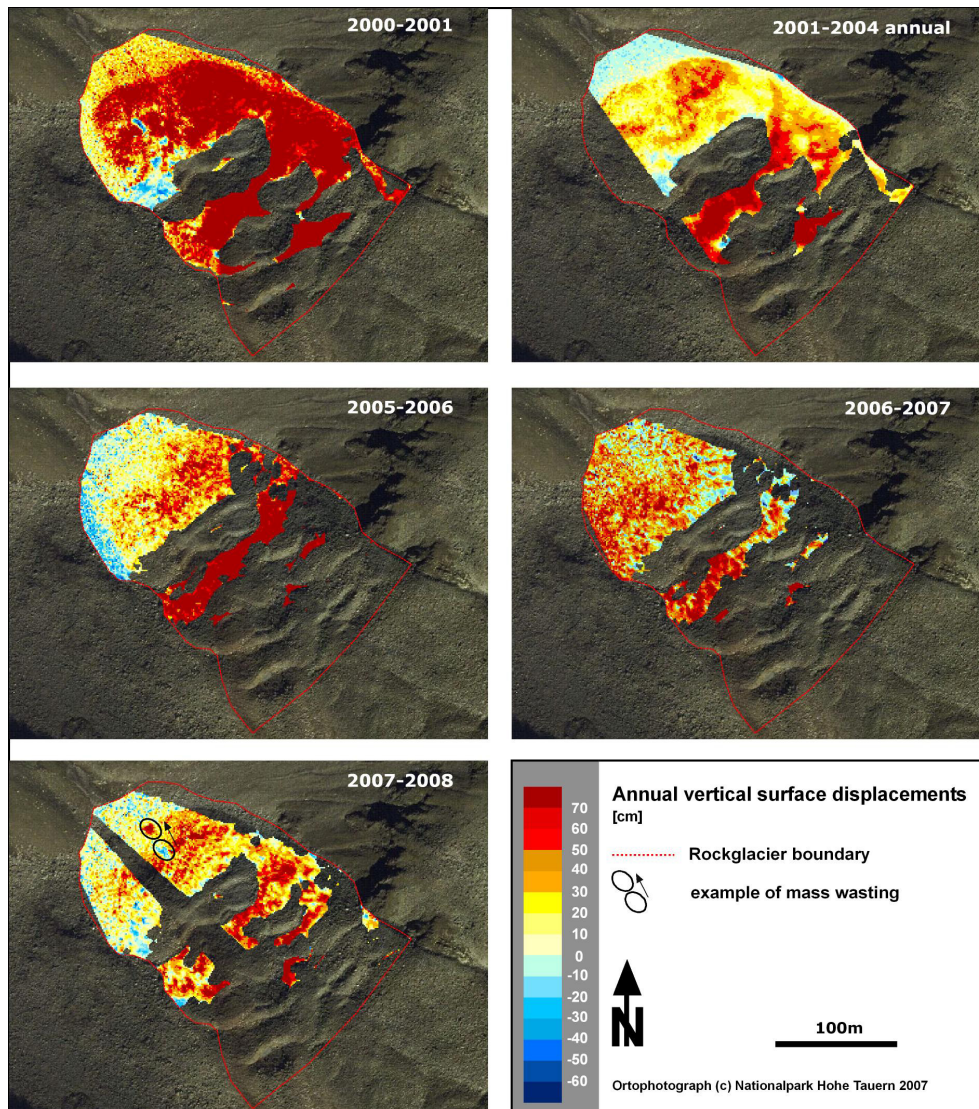 2000-2001
2001-2004 annual
2005-2006
2006-2007
2007-2008
Annual vertical surface displacements
[cm]
70
60
50
40
30
20
10
0
-10
-20
-30
-40
-50
-60
Rockglacier boundary
example of mass wasting
N
100m
Ortophotograph (c) Nationalpark Hohe Tauern 2007